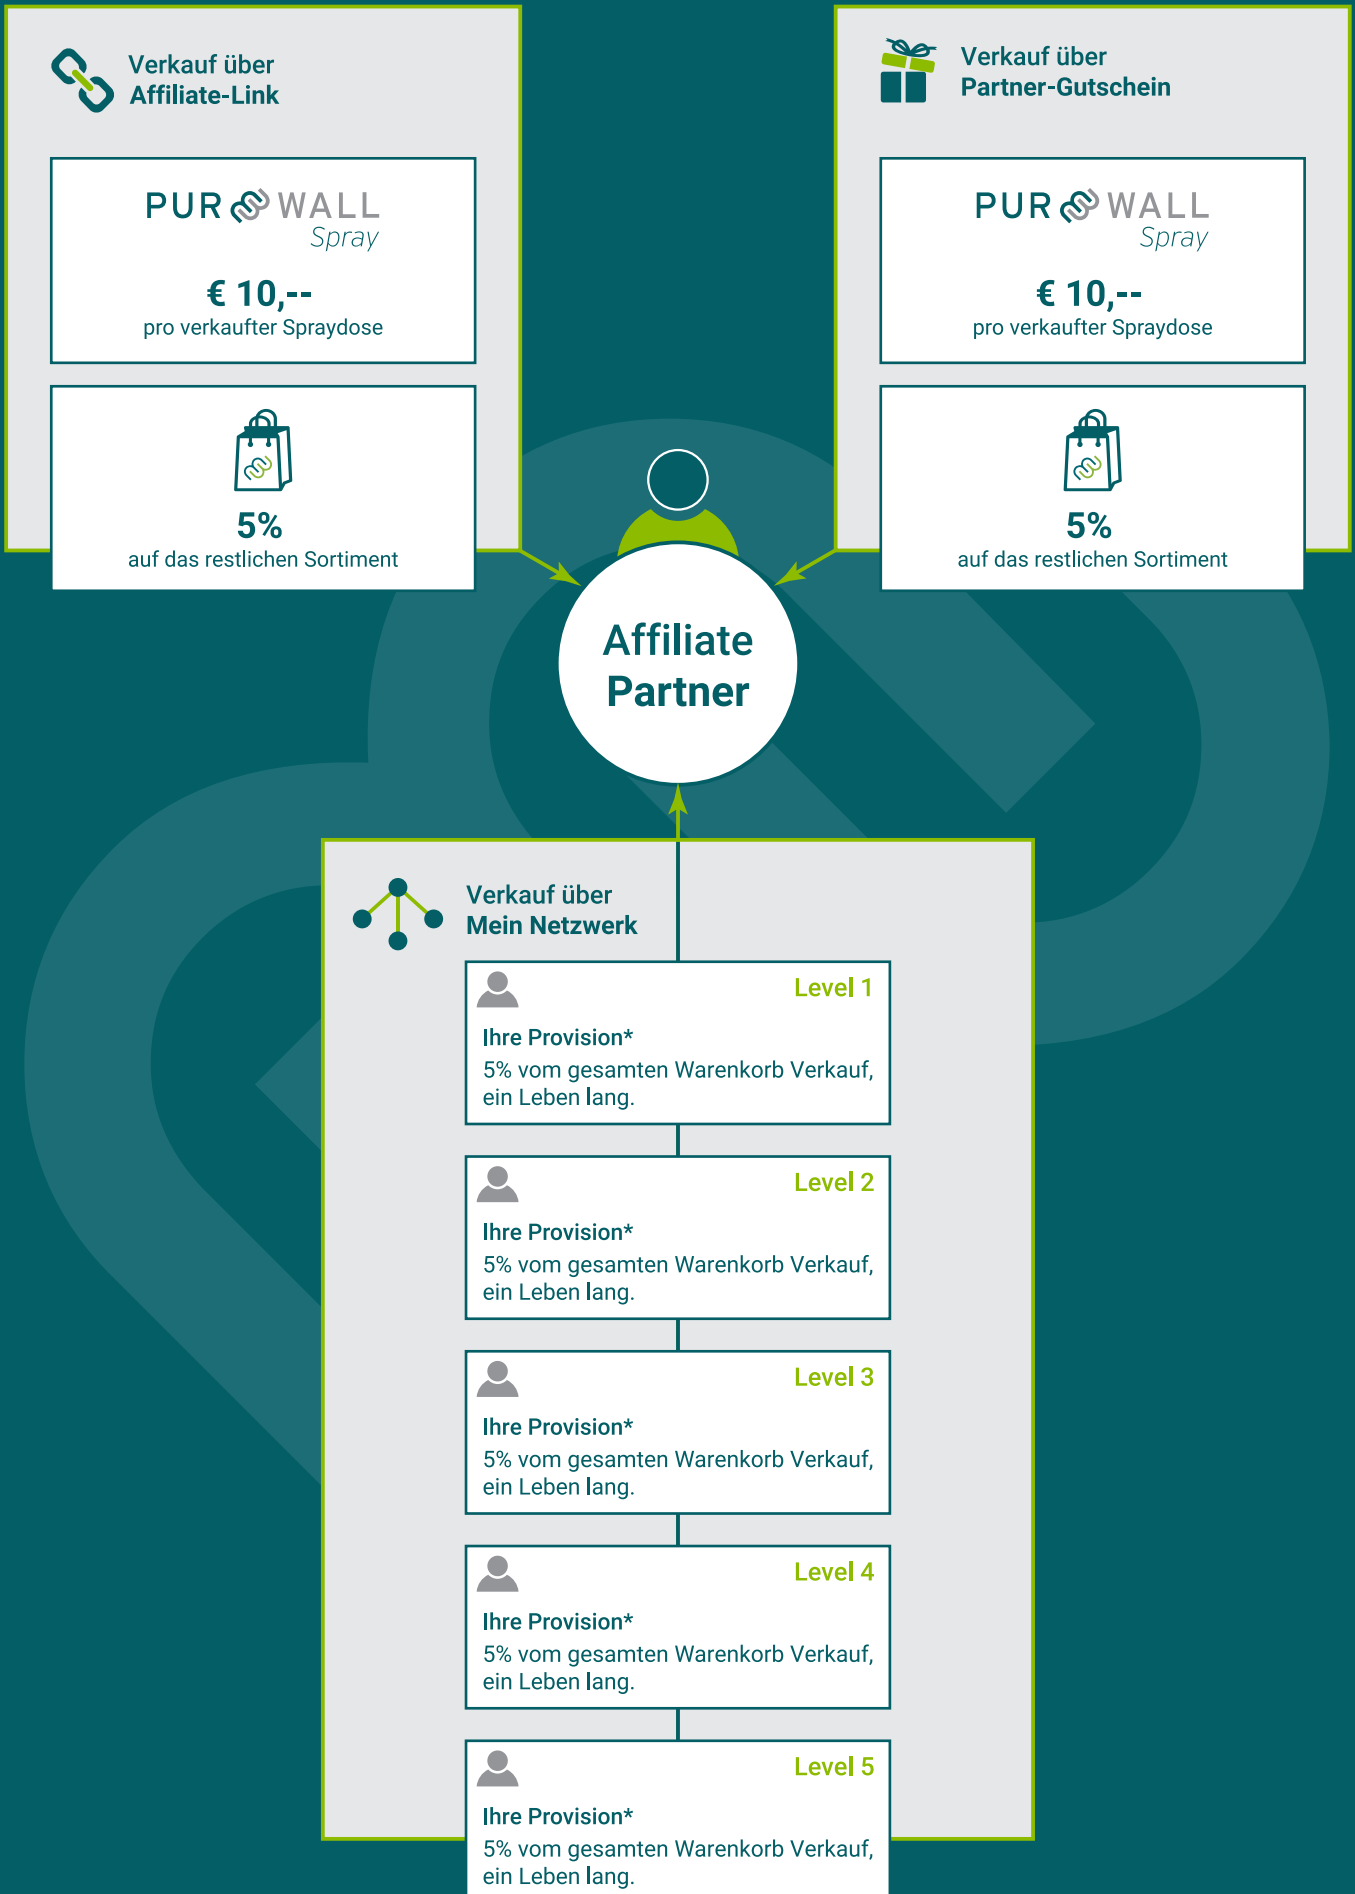 Verkauf über
Affiliate-Link
PUR WALL
Spray
€ 10,--
pro verkaufter Spraydose
5%
auf das restlichen Sortiment
Verkauf über
Partner-Gutschein
PUR WALL
Spray
€ 10,--
pro verkaufter Spraydose
5%
auf das restlichen Sortiment
Affiliate
Partner
Verkauf über
Mein Netzwerk
Level 1
Ihre Provision*
5% vom gesamten Warenkorb Verkauf,
ein Leben lang.
Level 2
Ihre Provision*
5% vom gesamten Warenkorb Verkauf,
ein Leben lang.
Level 3
Ihre Provision*
5% vom gesamten Warenkorb Verkauf,
ein Leben lang.
Level 4
Ihre Provision*
5% vom gesamten Warenkorb Verkauf,
ein Leben lang.
Level 5
Ihre Provision*
5% vom gesamten Warenkorb Verkauf,
ein Leben lang.